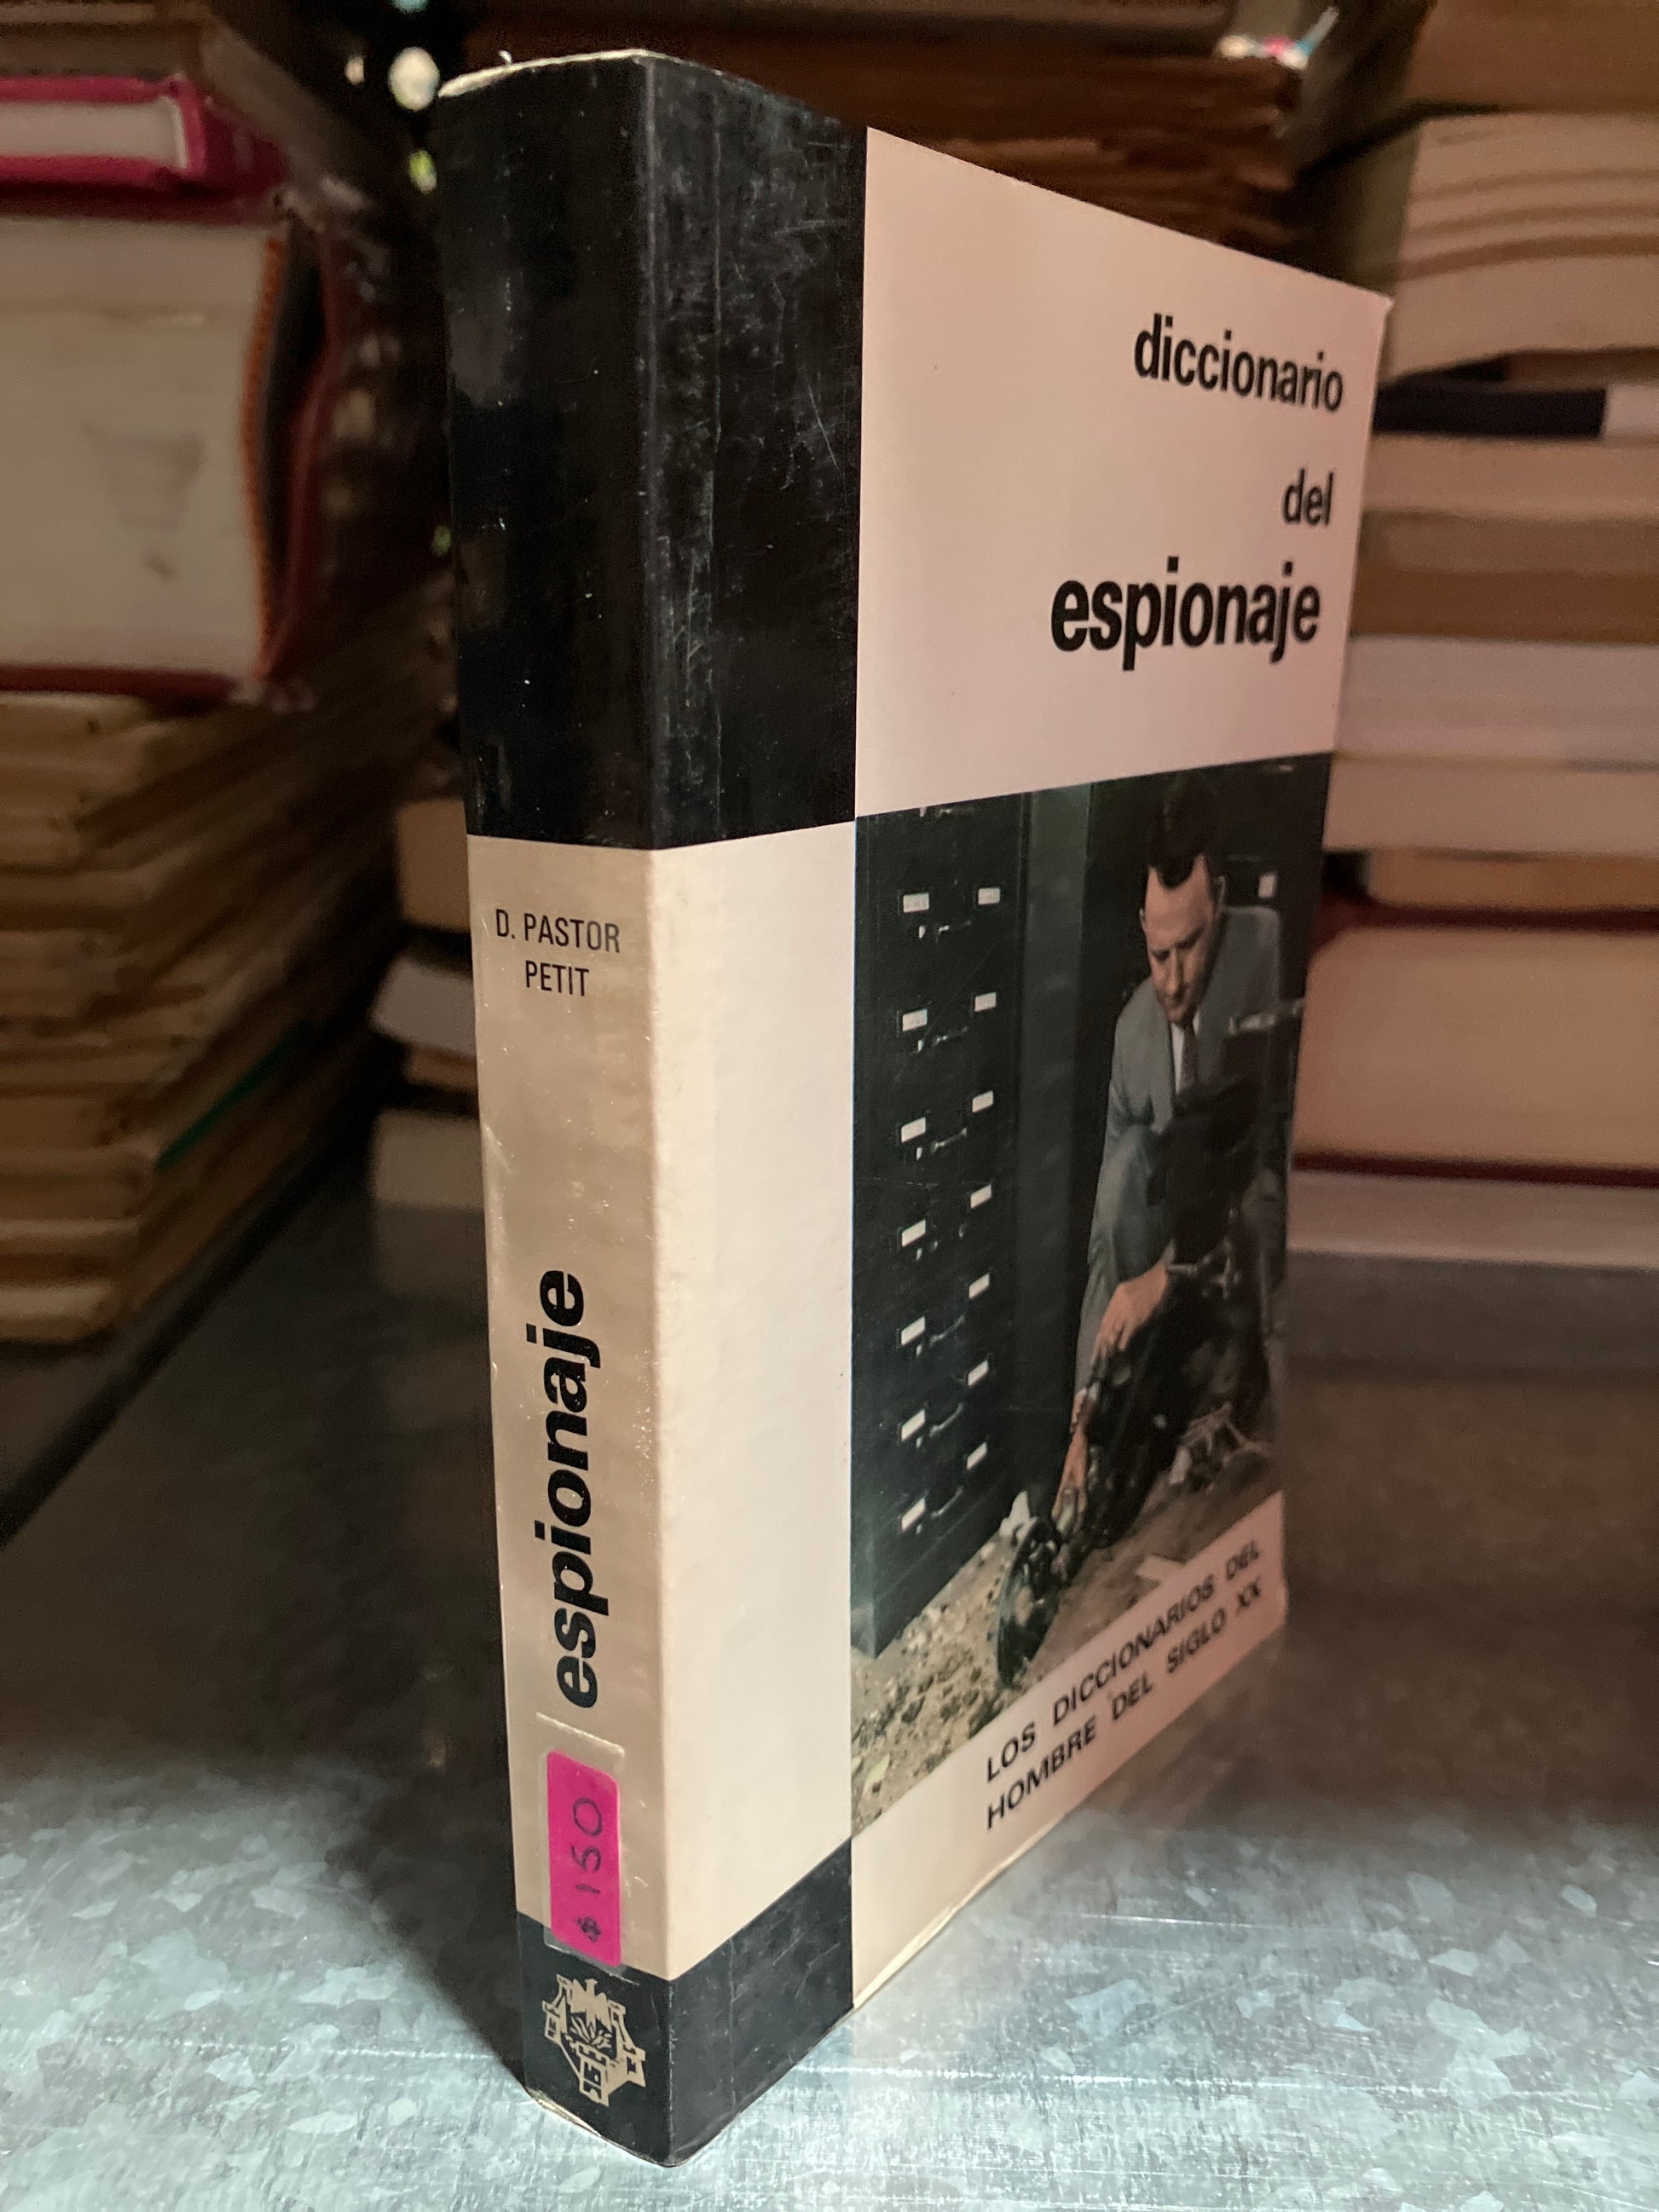 diccionario
del
espionaje
LOS DICCIONARIOS DEL
HOMBRE DEL SIGLO XX
D. PASTOR
PETIT
espionaje
$150